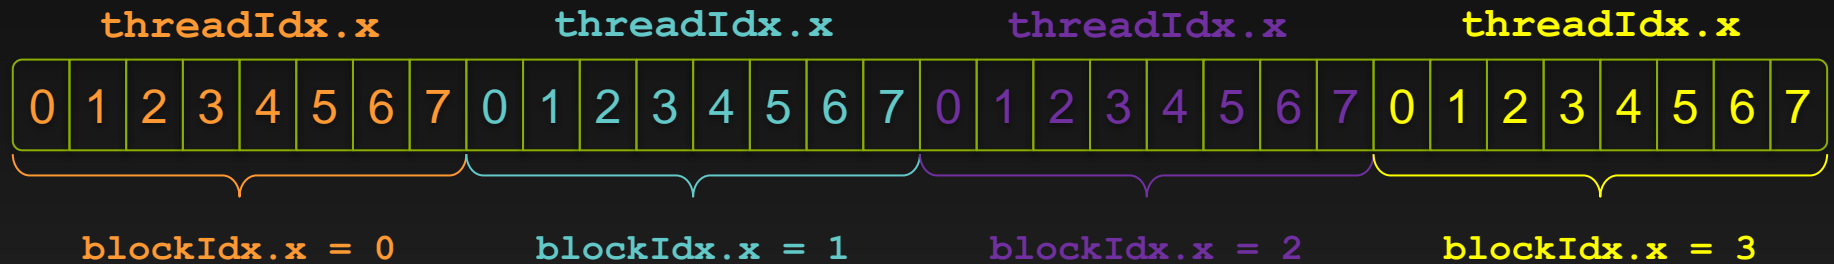 threadIdx.x threadIdx.x threadIdx.x threadIdx.x
0 1 2 3 4 5 6 7 0 1 2 3 4 5 6 7 0 1 2 3 4 5 6 7 0 1 2 3 4 5 6 7
blockIdx.x = 0 blockIdx.x = 1 blockIdx.x = 2 blockIdx.x = 3